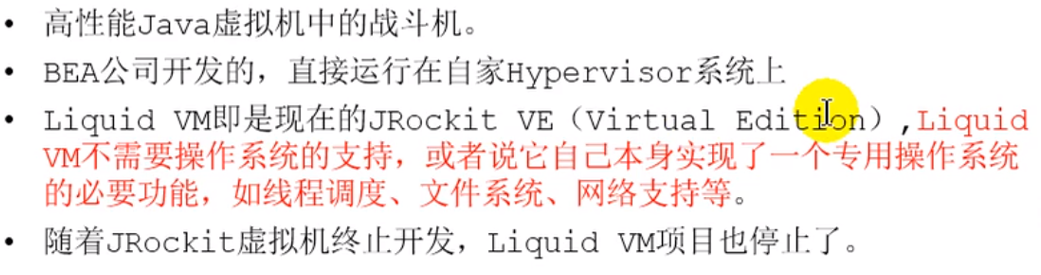 • 高性能Java虚拟机中的战斗机。
• BEA公司开发的，直接运行在自家Hypervisor系统上
• Liquid VM即是现在的JRockit VE（Virtual Edition）,Liquid
VM不需要操作系统的支持，或者说它自己本身实现了一个专用操作系统
的必要功能，如线程调度、文件系统、网络支持等。
• 随着JRockit虚拟机终止开发，Liquid VM项目也停止了。